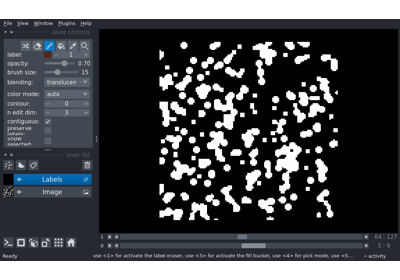 File View Window Plugins Help
layer controls
label: 1
opacity: 0.70
brush size: 15
blending: translucen
color mode: auto
contour: 0
n edit dim: 3
contiguous:
preserve labels:
show selected:
layer list
Labels
Image
1 64 127
0 5 9
Ready use <1> for activate the label eraser, use <3> for activate the fill bucket, use <4> for pick mode, use <5... activity